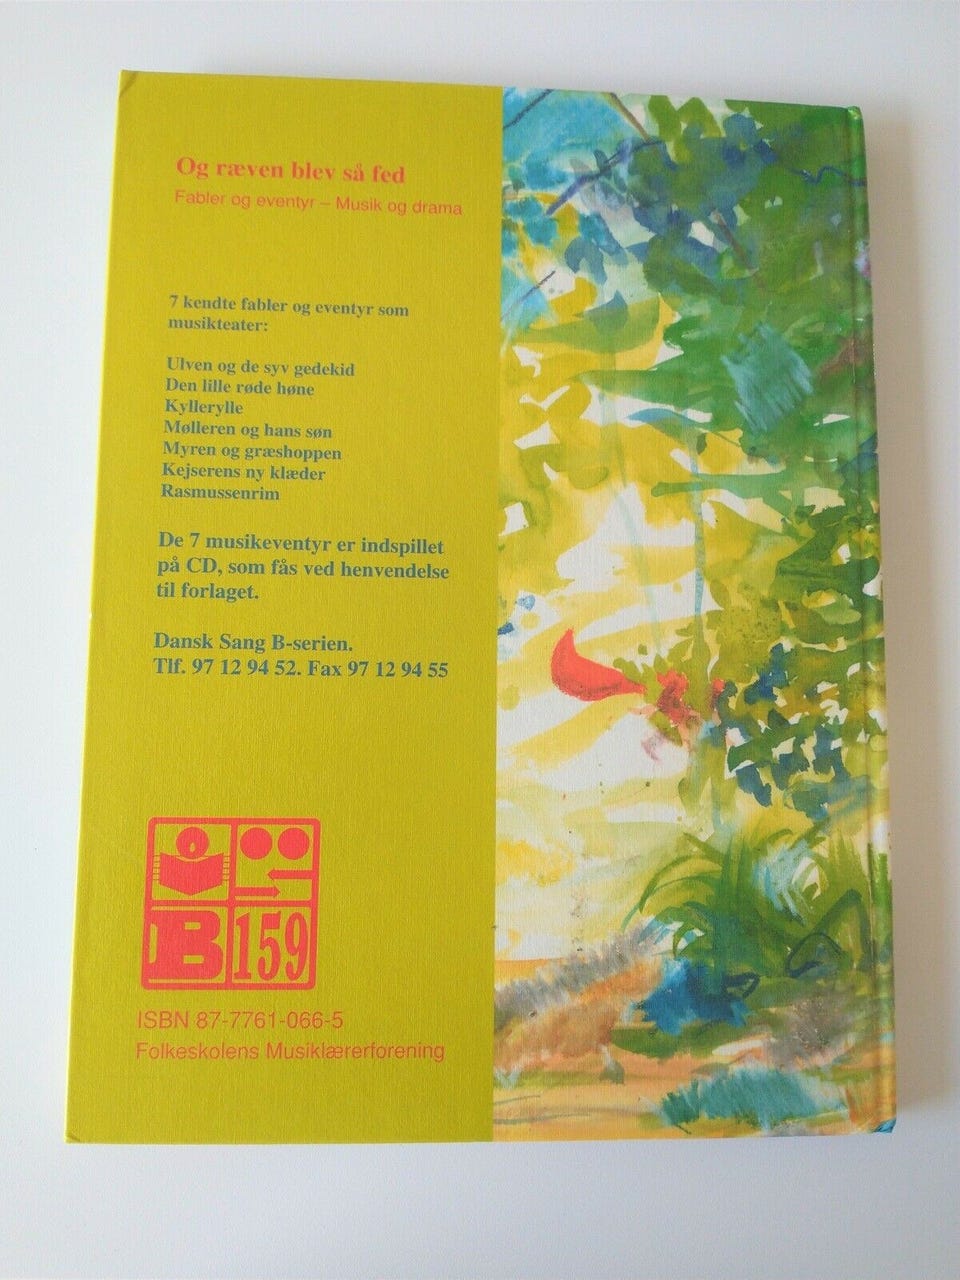 Og ræven blev så fed
Fabler og eventyr – Musik og drama
7 kendte fabler og eventyr som
musikteater:
Ulven og de syv gedekid
Den lille røde høne
Kyllerylle
Mølleren og hans søn
Myren og græshoppen
Kejserens ny klæder
Rasmussenrim
De 7 musikeventyr er indspillet
på CD, som fås ved henvendelse
til forlaget.
Dansk Sang B-serien.
Tlf. 97 12 94 52. Fax 97 12 94 55
B 159
ISBN 87-7761-066-5
Folkeskolens Musiklærerforening